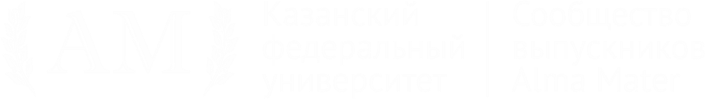 AM
Казанский
федеральный
университет
Сообщество
выпускников
Alma Mater